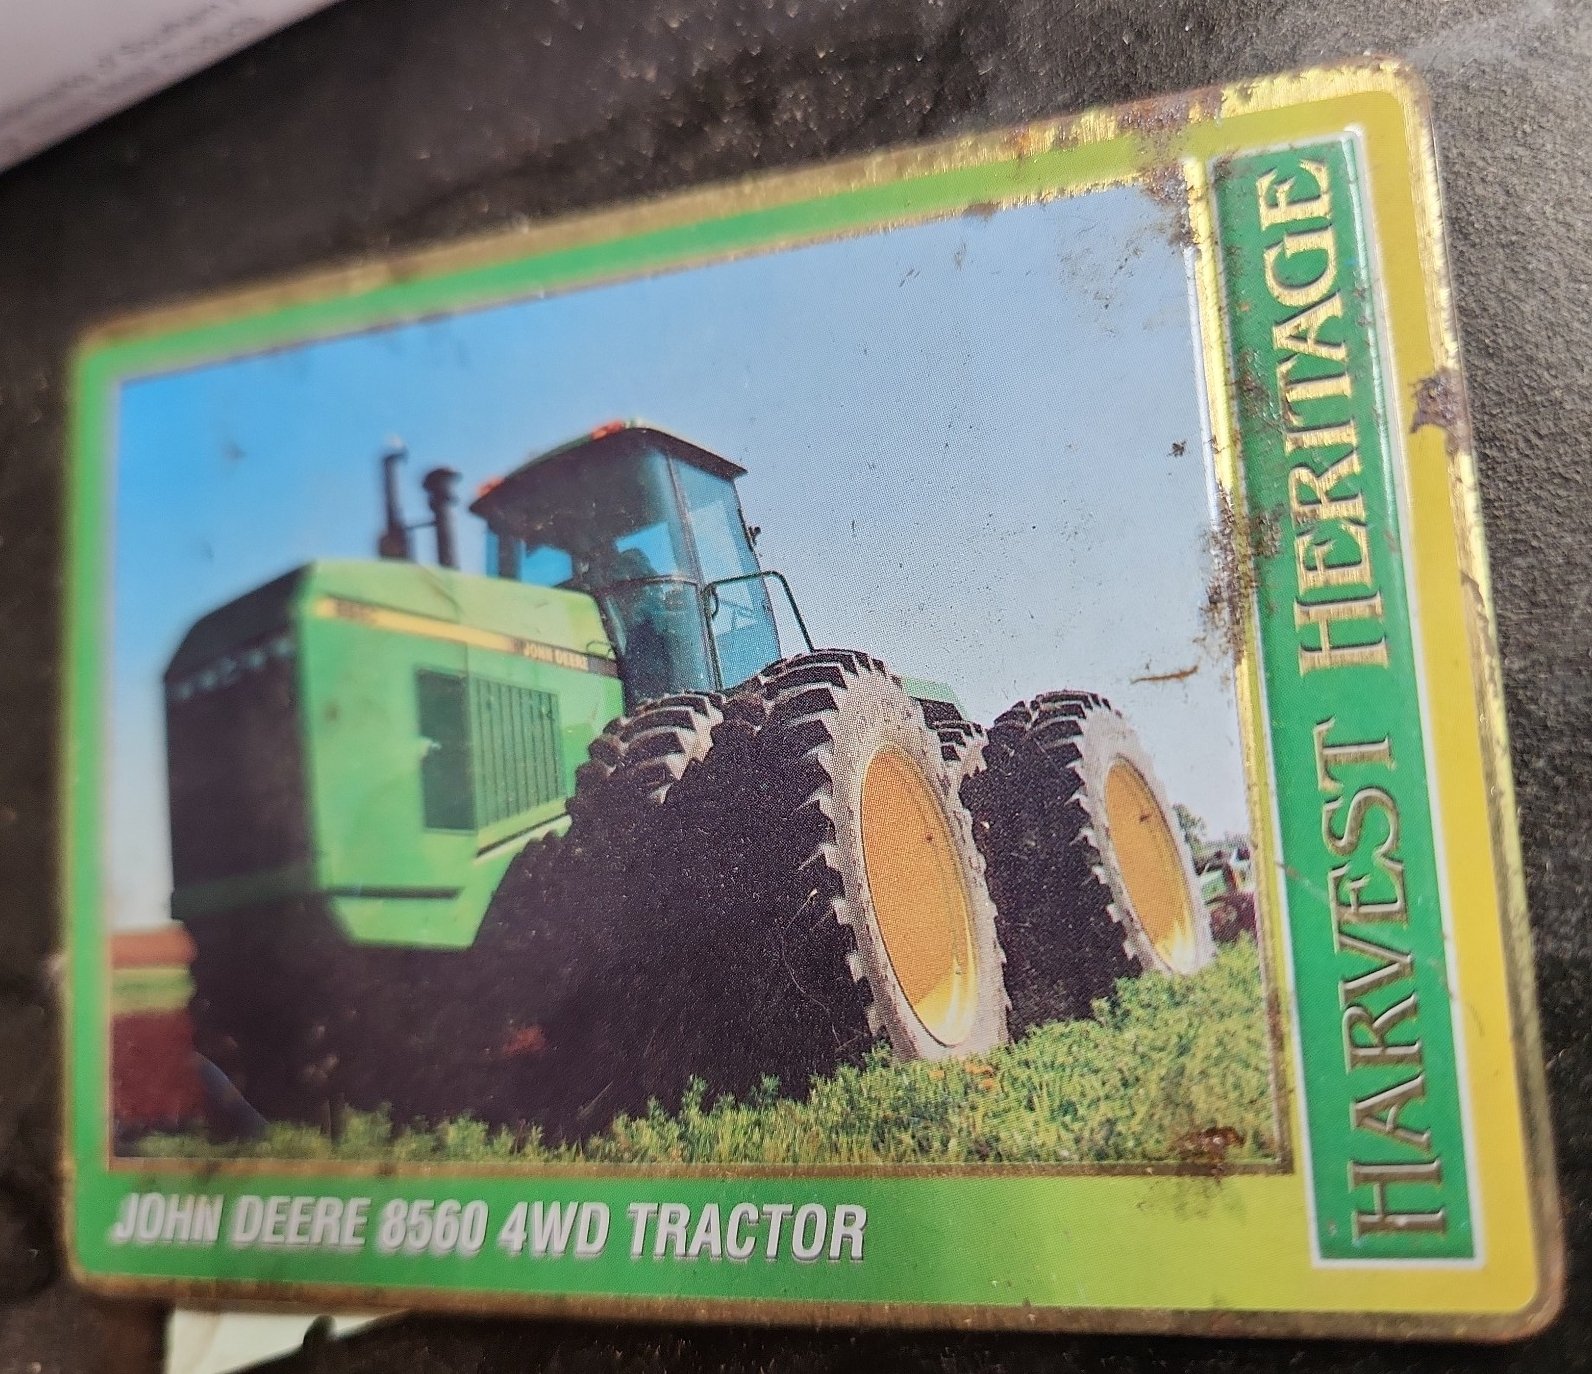 HARVEST HERITAGE
JOHN DEERE
JOHN DEERE 8560 4WD TRACTOR